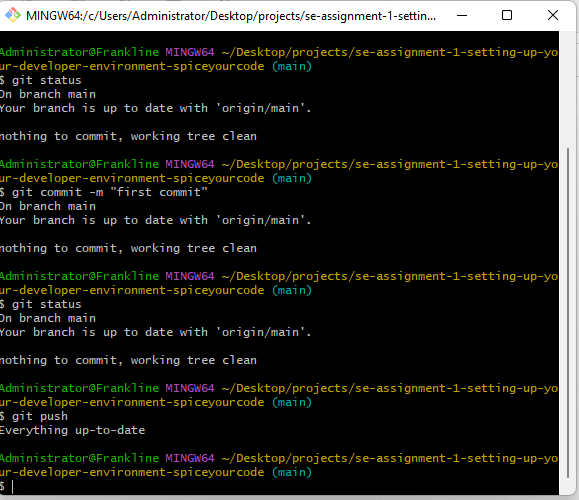 MINGW64:/c/Users/Administrator/Desktop/projects/se-assignment-1-settin...
Administrator@Frankline MINGW64 ~/Desktop/projects/se-assignment-1-setting-up-yo
ur-developer-environment-spiceyourcode (main)
$ git status
On branch main
Your branch is up to date with 'origin/main'.
nothing to commit, working tree clean
Administrator@Frankline MINGW64 ~/Desktop/projects/se-assignment-1-setting-up-yo
ur-developer-environment-spiceyourcode (main)
$ git commit -m "first commit"
On branch main
Your branch is up to date with 'origin/main'.
nothing to commit, working tree clean
Administrator@Frankline MINGW64 ~/Desktop/projects/se-assignment-1-setting-up-yo
ur-developer-environment-spiceyourcode (main)
$ git status
On branch main
Your branch is up to date with 'origin/main'.
nothing to commit, working tree clean
Administrator@Frankline MINGW64 ~/Desktop/projects/se-assignment-1-setting-up-yo
ur-developer-environment-spiceyourcode (main)
$ git push
Everything up-to-date
Administrator@Frankline MINGW64 ~/Desktop/projects/se-assignment-1-setting-up-yo
ur-developer-environment-spiceyourcode (main)
$